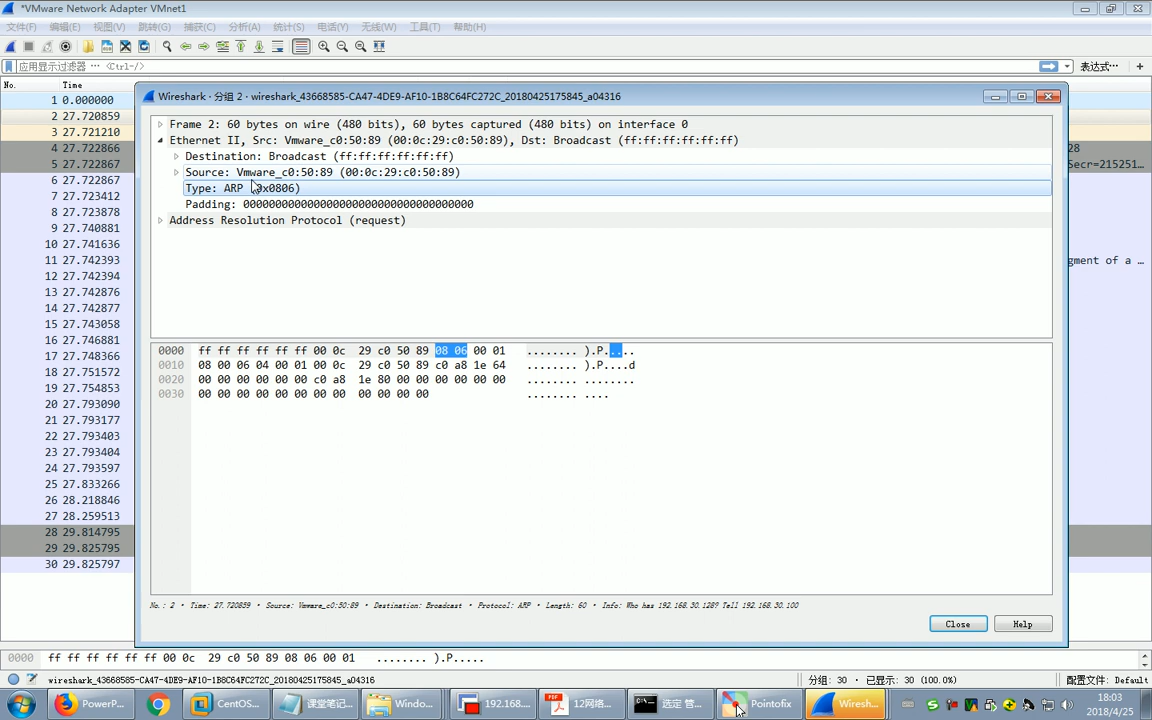 *VMware Network Adapter VMnet1
文件(F) 编辑(E) 视图(V) 跳转(G) 捕获(C) 分析(A) 统计(S) 电话(Y) 无线(W) 工具(T) 帮助(H)
应用显示过滤器 … <Ctrl-/>
表达式…
+
No. Time
1 0.000000
2 27.720859
3 27.721210
4 27.722866
5 27.722867
6 27.722867
7 27.723412
8 27.723878
9 27.740881
10 27.741636
11 27.742393
12 27.742394
13 27.742876
14 27.742877
15 27.743058
16 27.746881
17 27.748366
18 27.751572
19 27.754853
20 27.793090
21 27.793177
22 27.793403
23 27.793404
24 27.793597
25 27.833266
26 28.218846
27 28.259513
28 29.814795
29 29.825795
30 29.825797
28
Secr=215251…
gment of a …
Wireshark · 分组 2 · wireshark_43668585-CA47-4DE9-AF10-1B8C64FC272C_20180425175845_a04316
Frame 2: 60 bytes on wire (480 bits), 60 bytes captured (480 bits) on interface 0
Ethernet II, Src: Vmware_c0:50:89 (00:0c:29:c0:50:89), Dst: Broadcast (ff:ff:ff:ff:ff:ff)
Destination: Broadcast (ff:ff:ff:ff:ff:ff)
Source: Vmware_c0:50:89 (00:0c:29:c0:50:89)
Type: ARP (0x0806)
Padding: 000000000000000000000000000000000000
Address Resolution Protocol (request)
0000 ff ff ff ff ff ff 00 0c 29 c0 50 89 08 06 00 01 ........ ).P.....
0010 08 00 06 04 00 01 00 0c 29 c0 50 89 c0 a8 1e 64 ........ ).P....d
0020 00 00 00 00 00 00 c0 a8 1e 80 00 00 00 00 00 00 ........ ........
0030 00 00 00 00 00 00 00 00 00 00 00 00 ........ ....
No.: 2 · Time: 27.720859 · Source: Vmware_c0:50:89 · Destination: Broadcast · Protocol: ARP · Length: 60 · Info: Who has 192.168.30.128? Tell 192.168.30.100
Close
Help
0000 ff ff ff ff ff ff 00 0c 29 c0 50 89 08 06 00 01 ........ ).P.....
wireshark_43668585-CA47-4DE9-AF10-1B8C64FC272C_20180425175845_a04316
分组: 30 · 已显示: 30 (100.0%)
配置文件: Default
PowerP…
CentOS…
课堂笔记…
Windo…
192.168…
12网络…
选定 管…
Pointofix
Wiresh…
18:03
2018/4/25